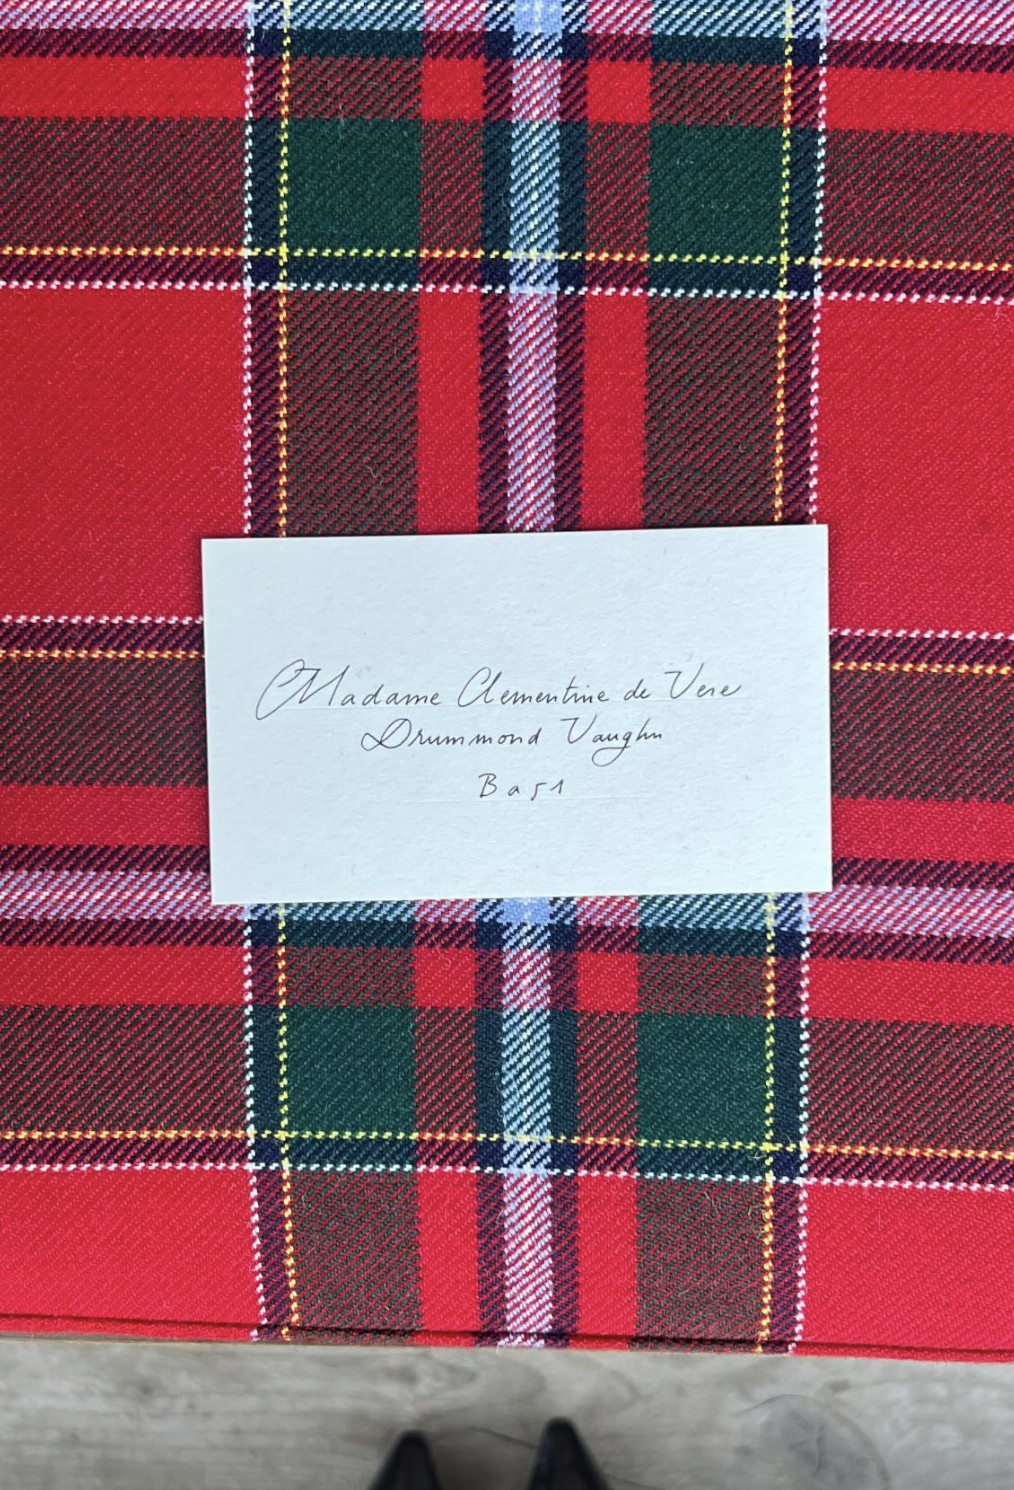 Madame Clementine de Vere
Drummond Vaughn
Ba51